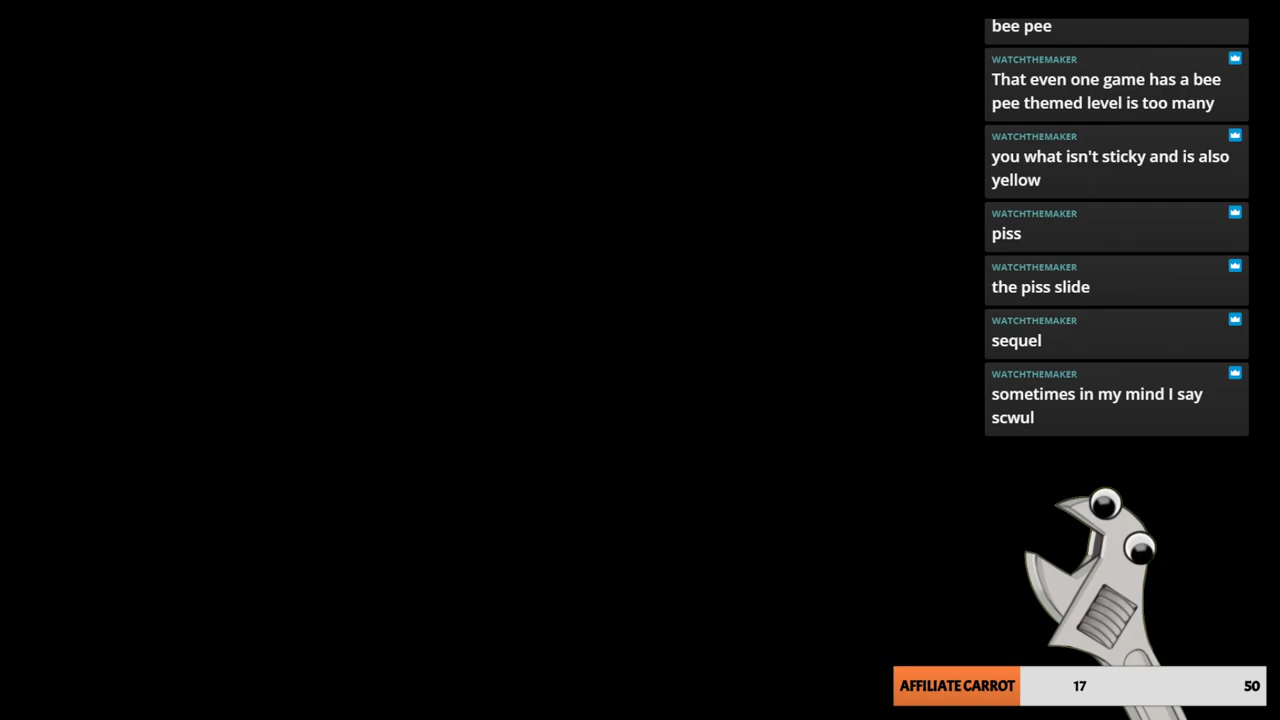 bee pee
WATCHTHEMAKER
That even one game has a bee
pee themed level is too many
WATCHTHEMAKER
you what isn't sticky and is also
yellow
WATCHTHEMAKER
piss
WATCHTHEMAKER
the piss slide
WATCHTHEMAKER
sequel
WATCHTHEMAKER
sometimes in my mind I say
scwul
AFFILIATE CARROT 17 50